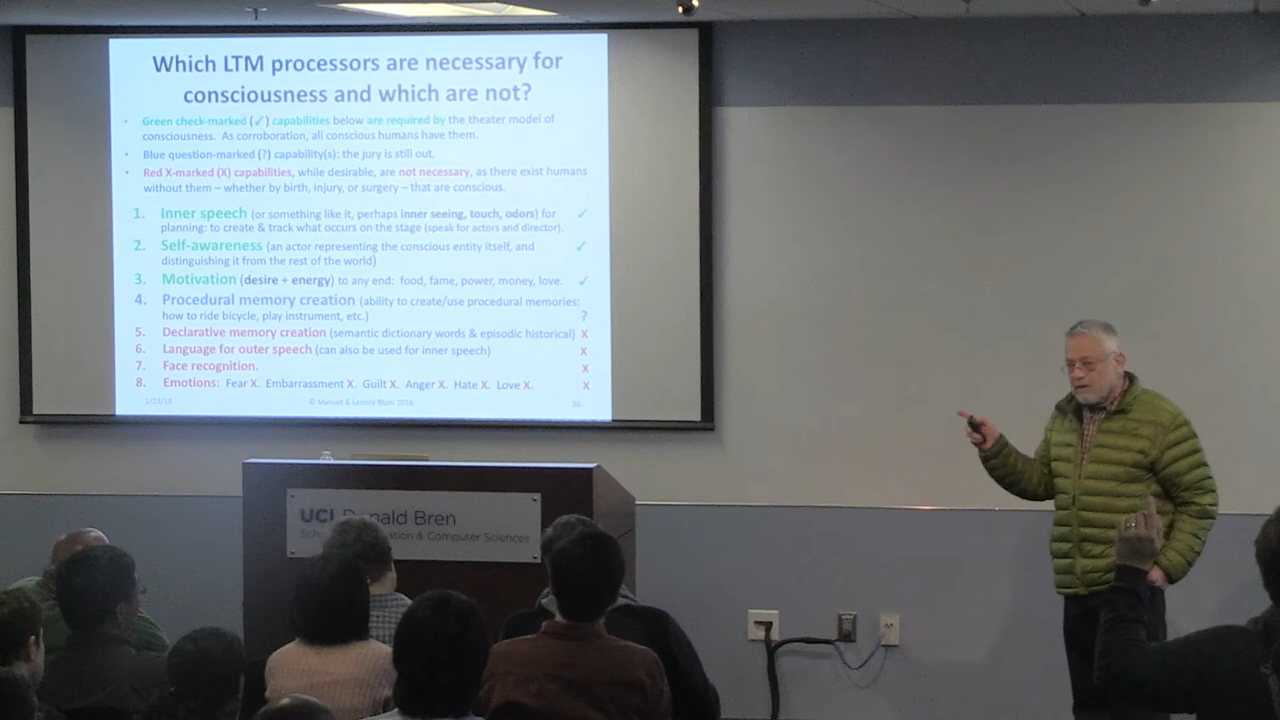 Which LTM processors are necessary for
consciousness and which are not?
• Green check-marked (✓) capabilities below are required by the theater model of
consciousness. As corroboration, all conscious humans have them.
• Blue question-marked (?) capability(s): the jury is still out.
• Red X-marked (X) capabilities, while desirable, are not necessary, as there exist humans
without them – whether by birth, injury, or surgery – that are conscious.
1. Inner speech (or something like it, perhaps inner seeing, touch, odors) for ✓
planning: to create & track what occurs on the stage (speak for actors and director).
2. Self-awareness (an actor representing the conscious entity itself, and ✓
distinguishing it from the rest of the world)
3. Motivation (desire + energy) to any end: food, fame, power, money, love. ✓
4. Procedural memory creation (ability to create/use procedural memories:
how to ride bicycle, play instrument, etc.) ?
5. Declarative memory creation (semantic dictionary words & episodic historical) X
6. Language for outer speech (can also be used for inner speech) X
7. Face recognition. X
8. Emotions: Fear X. Embarrassment X. Guilt X. Anger X. Hate X. Love X. X
2/23/18 © Manuel & Lenore Blum 2018
UCI Donald Bren
& Computer Sciences